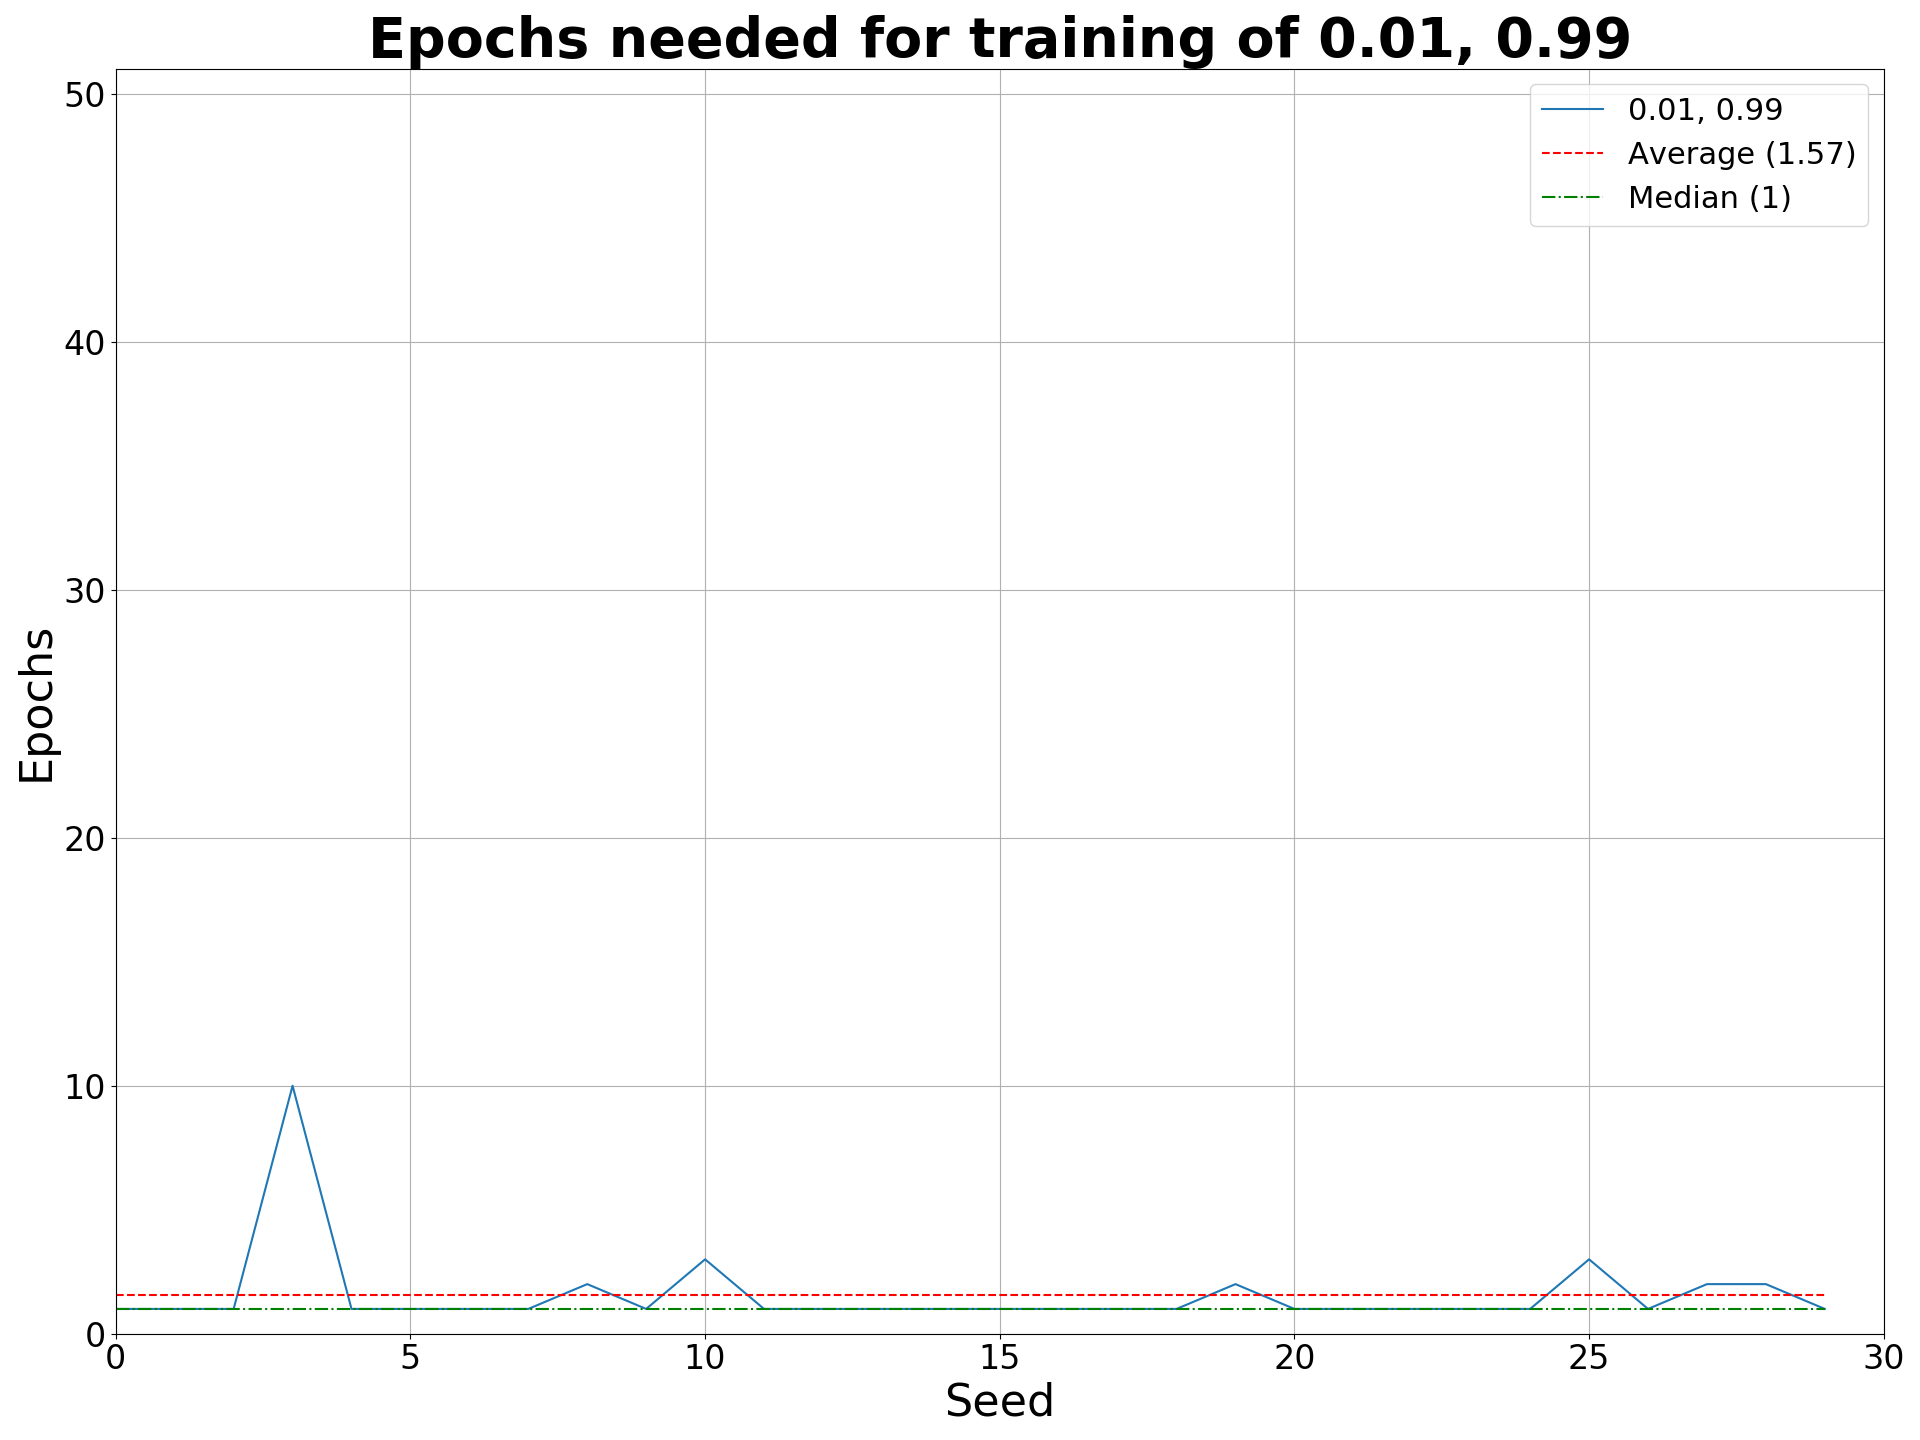 Epochs needed for training of 0.01, 0.99
0.01, 0.99
Average (1.57)
Median (1)
50
40
30
20
10
0
Epochs
0 5 10 15 20 25 30
Seed